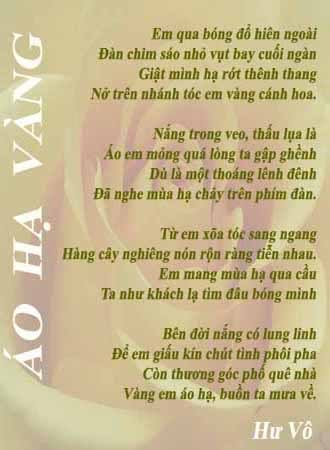 ÁO HẠ VÀNG
Em qua bóng đổ hiên ngoài
Đàn chim sáo nhỏ vụt bay cuối ngàn
Giật mình hạ rớt thênh thang
Nở trên nhánh tóc em vàng cánh hoa.
Nắng trong veo, thấu lụa là
Áo em mỏng quá lòng ta gập ghềnh
Dù là một thoáng lênh đênh
Đã nghe mùa hạ chảy trên phím đàn.
Từ em xõa tóc sang ngang
Hàng cây nghiêng nón rộn ràng tiễn nhau.
Em mang mùa hạ qua cầu
Ta như khách lạ tìm đâu bóng mình
Bên đời nắng có lung linh
Để em giấu kín chút tình phôi pha
Còn thương góc phố quê nhà
Vàng em áo hạ, buồn ta mưa về.
Hư Vô